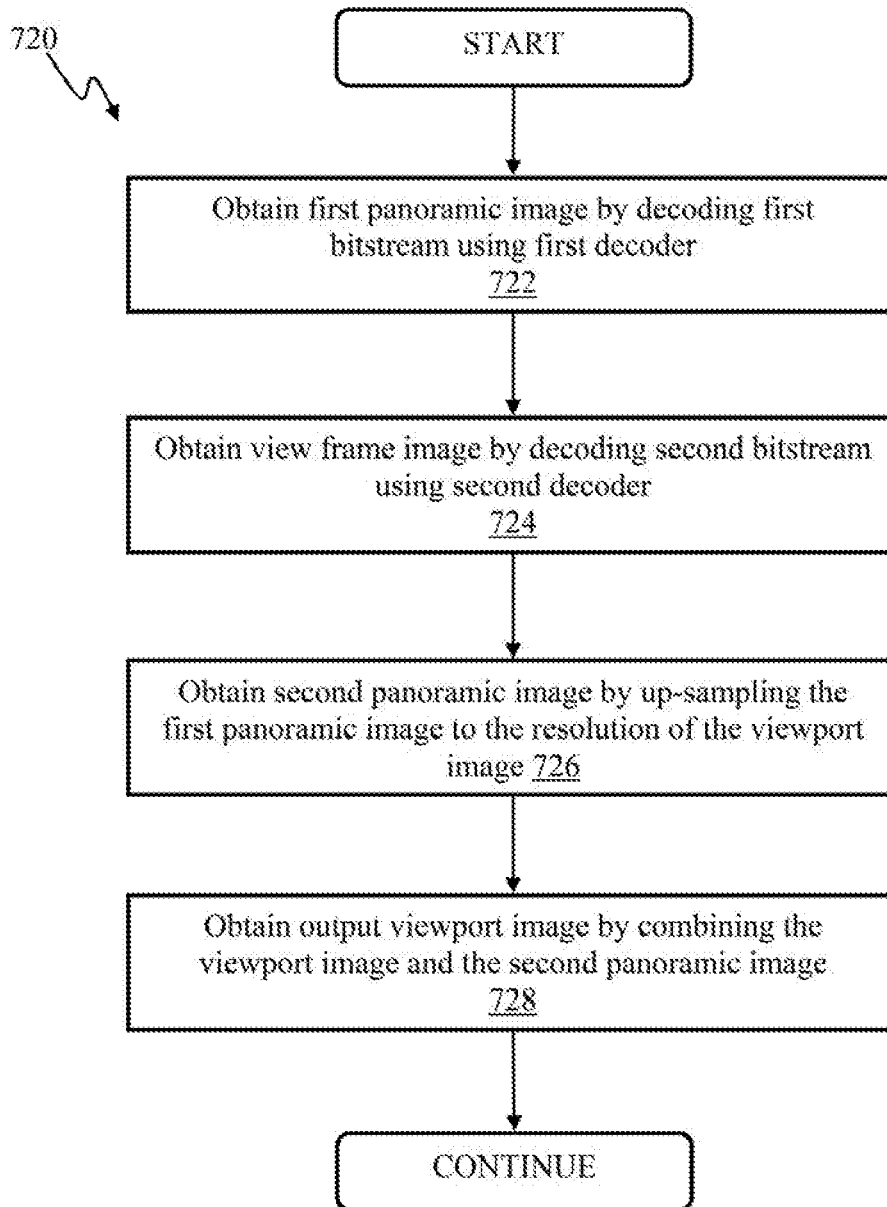 720
START
Obtain first panoramic image by decoding first
bitstream using first decoder
722
Obtain view frame image by decoding second bitstream
using second decoder
724
Obtain second panoramic image by up-sampling the
first panoramic image to the resolution of the viewport
image 726
Obtain output viewport image by combining the
viewport image and the second panoramic image
728
CONTINUE